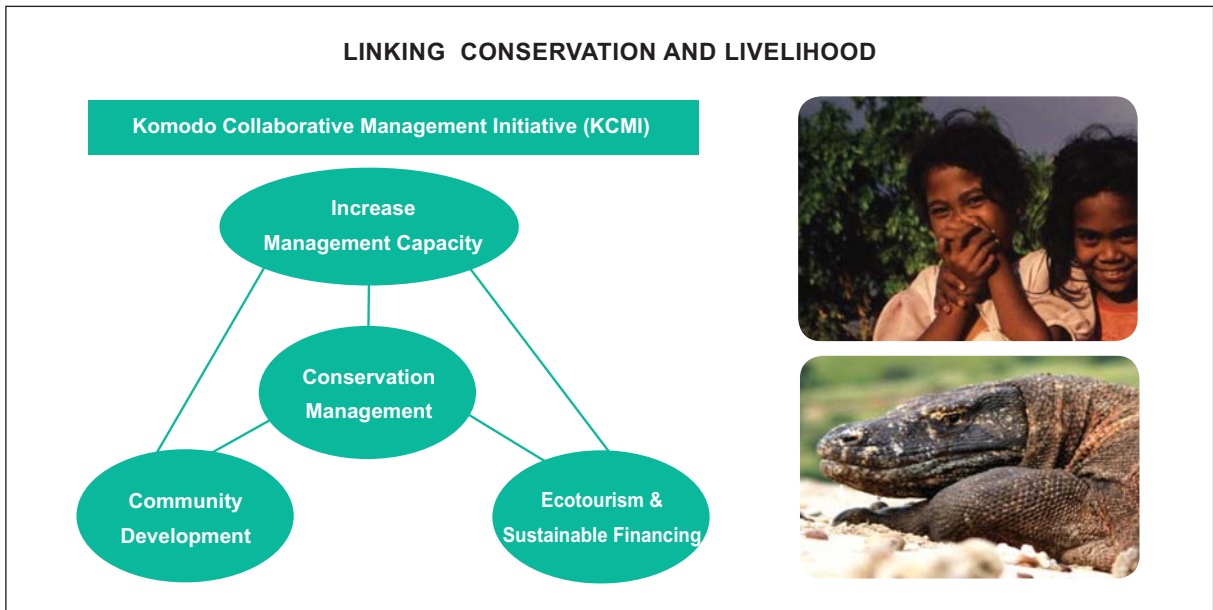 LINKING CONSERVATION AND LIVELIHOOD
Komodo Collaborative Management Initiative (KCMI)
Increase
Management Capacity
Conservation
Management
Community
Development
Ecotourism &
Sustainable Financing